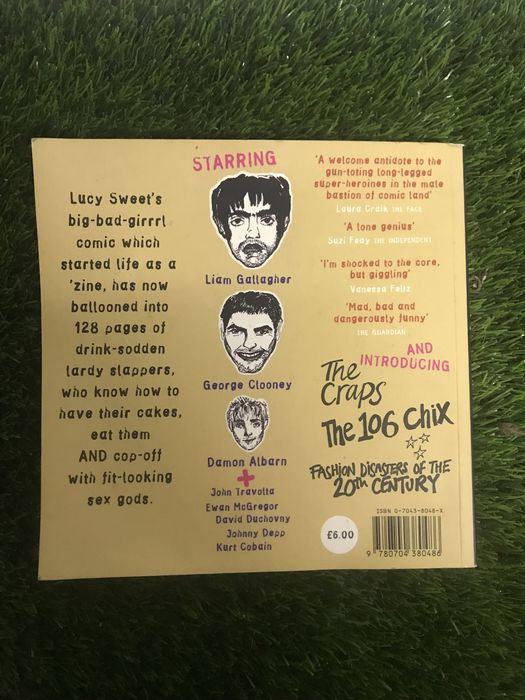 Lucy Sweet's
big-bad-girrrl
comic which
started life as a
'zine, has now
ballooned into
128 pages of
drink-sodden
lardy slappers,
who know how to
have their cakes,
eat them
AND cop-off
with fit-looking
sex gods.
STARRING
Liam Gallagher
George Clooney
Damon Albarn
+
John Travolta
Ewan McGregor
David Duchovny
Johnny Depp
Kurt Cobain
'A welcome antidote to the
gun-toting long-legged
super-heroines in the male
bastion of comic land'
Laura Craik THE FACE
'A lone genius'
Suzi Feay THE INDEPENDENT
'I'm shocked to the core,
but giggling'
Vanessa Feltz
'Mad, bad and
dangerously funny'
THE GUARDIAN
AND
INTRODUCING
The
Craps
The 106 Chix
FASHION DISASTERS OF THE
20th CENTURY
ISBN 0-7043-8048-X
£6.00
9 780704 380486